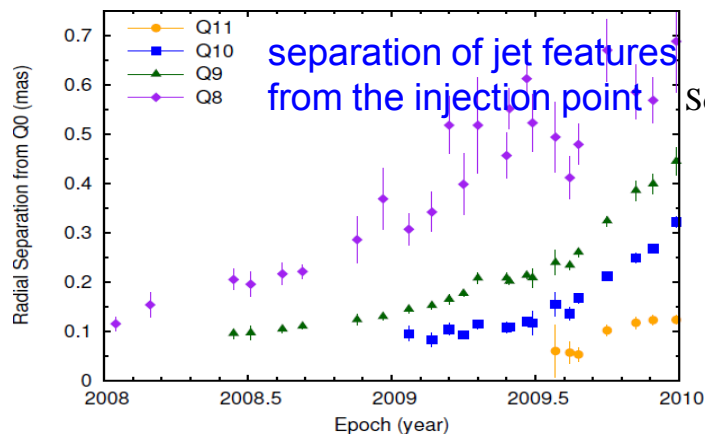 0.7
0.6
0.5
0.4
0.3
0.2
0.1
0
Radial Separation from Q0 (mas)
Q11
Q10
Q9
Q8
separation of jet features
from the injection point
2008
2008.5
2009
2009.5
2010
Epoch (year)